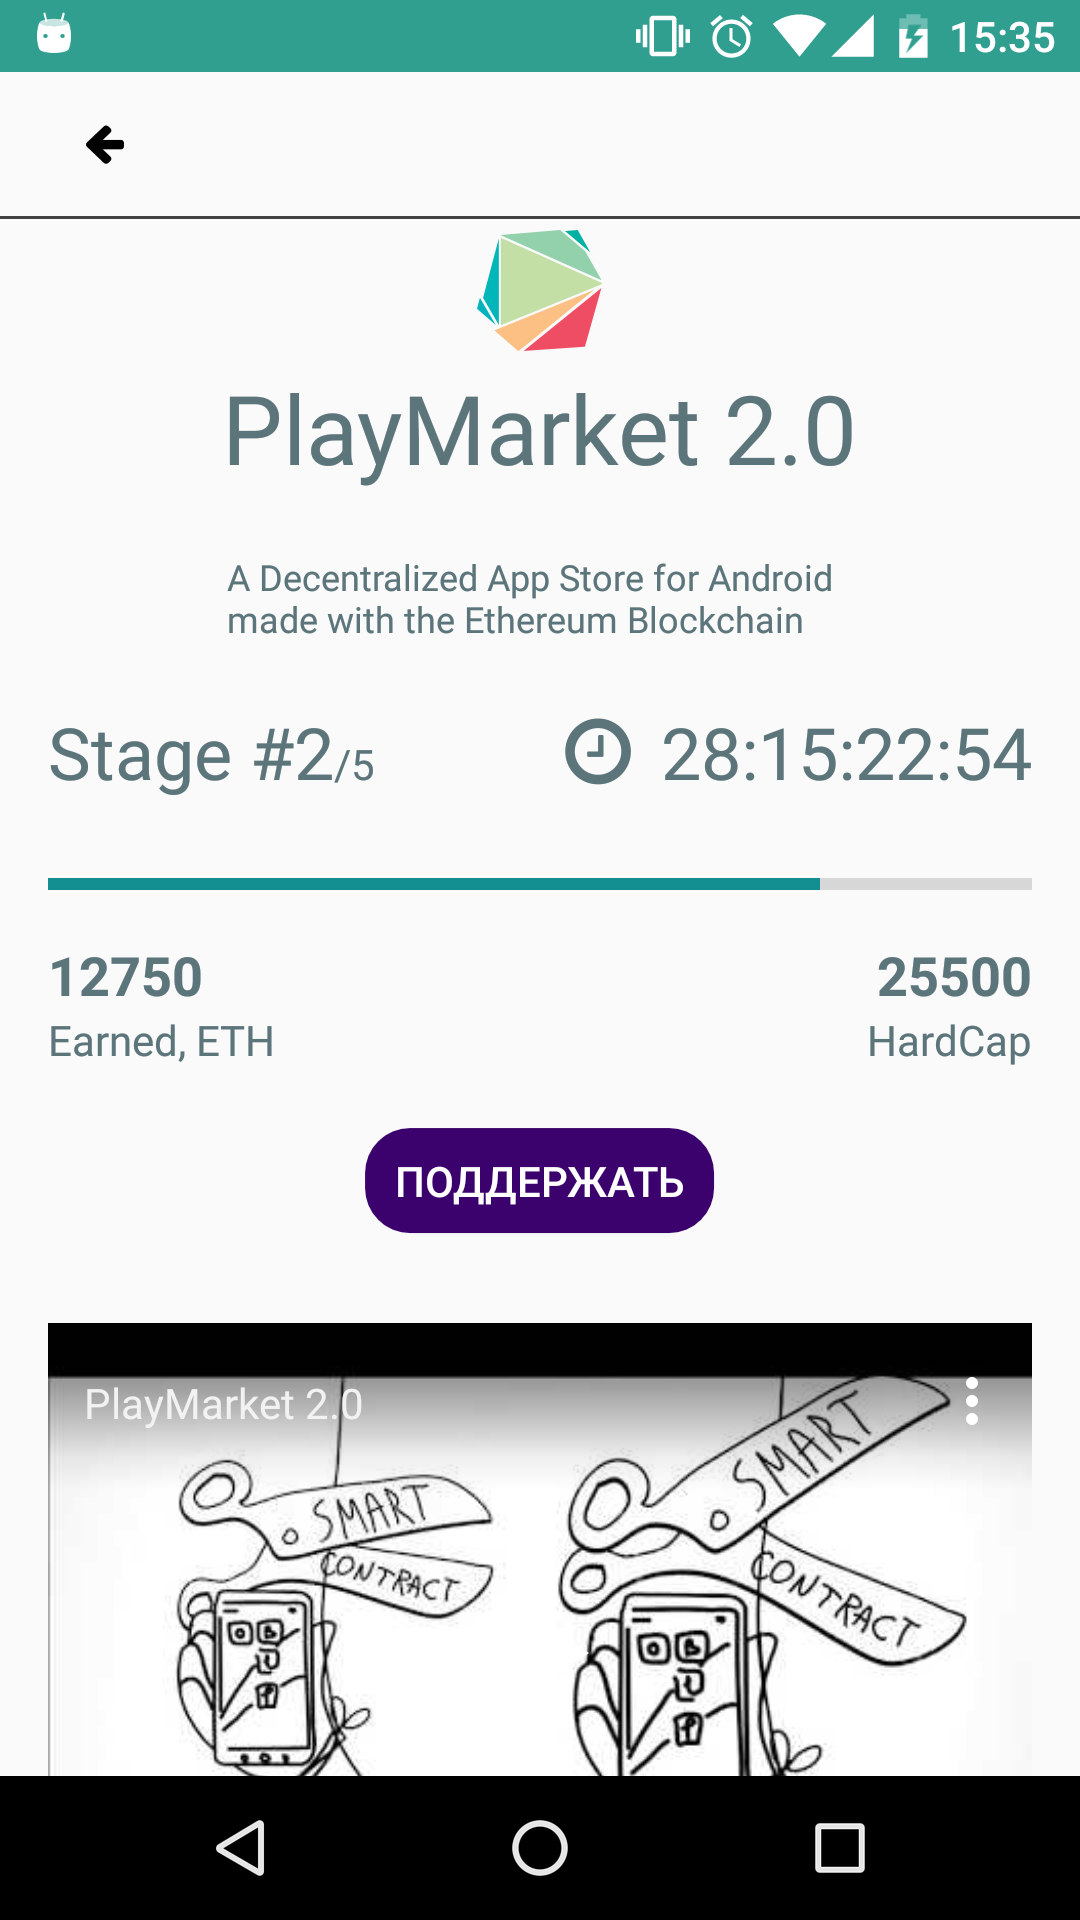 15:35
PlayMarket 2.0
A Decentralized App Store for Android
made with the Ethereum Blockchain
Stage #2/5
28:15:22:54
12750
25500
Earned, ETH
HardCap
ПОДДЕРЖАТЬ
PlayMarket 2.0
SMART
CONTRACT
SMART
CONTRACT